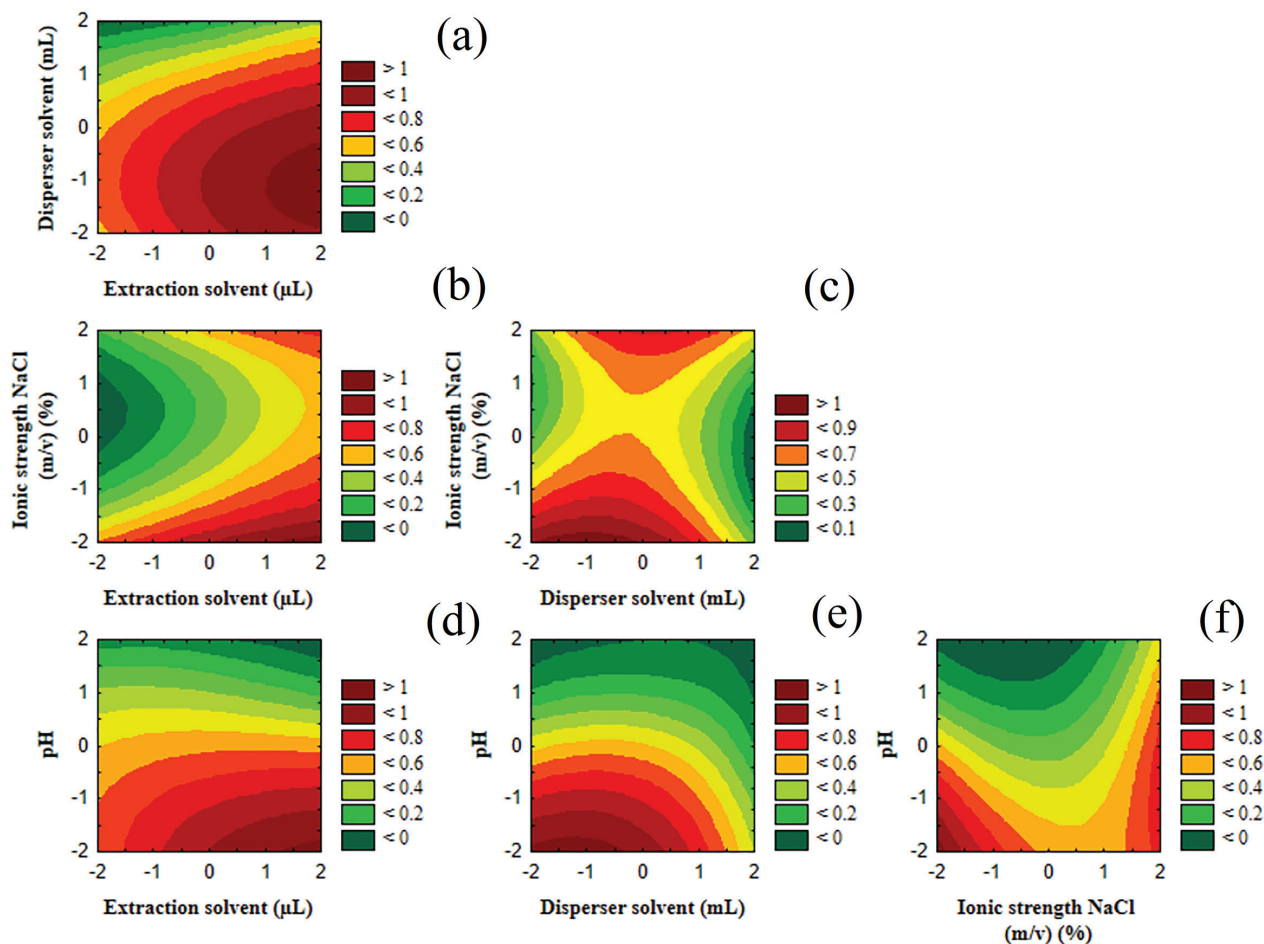 (a)
Disperser solvent (mL)
2
1
0
-1
-2
-2 -1 0 1 2
Extraction solvent (µL)
> 1
< 1
< 0.8
< 0.6
< 0.4
< 0.2
< 0
(b)
Ionic strength NaCl
(m/v) (%)
2
1
0
-1
-2
-2 -1 0 1 2
Extraction solvent (µL)
> 1
< 1
< 0.8
< 0.6
< 0.4
< 0.2
< 0
(c)
Ionic strength NaCl
(m/v) (%)
2
1
0
-1
-2
-2 -1 0 1 2
Disperser solvent (mL)
> 1
< 0.9
< 0.7
< 0.5
< 0.3
< 0.1
(d)
pH
2
1
0
-1
-2
-2 -1 0 1 2
Extraction solvent (µL)
> 1
< 1
< 0.8
< 0.6
< 0.4
< 0.2
< 0
(e)
pH
2
1
0
-1
-2
-2 -1 0 1 2
Disperser solvent (mL)
> 1
< 1
< 0.8
< 0.6
< 0.4
< 0.2
< 0
(f)
pH
2
1
0
-1
-2
-2 -1 0 1 2
Ionic strength NaCl
(m/v) (%)
> 1
< 1
< 0.8
< 0.6
< 0.4
< 0.2
< 0